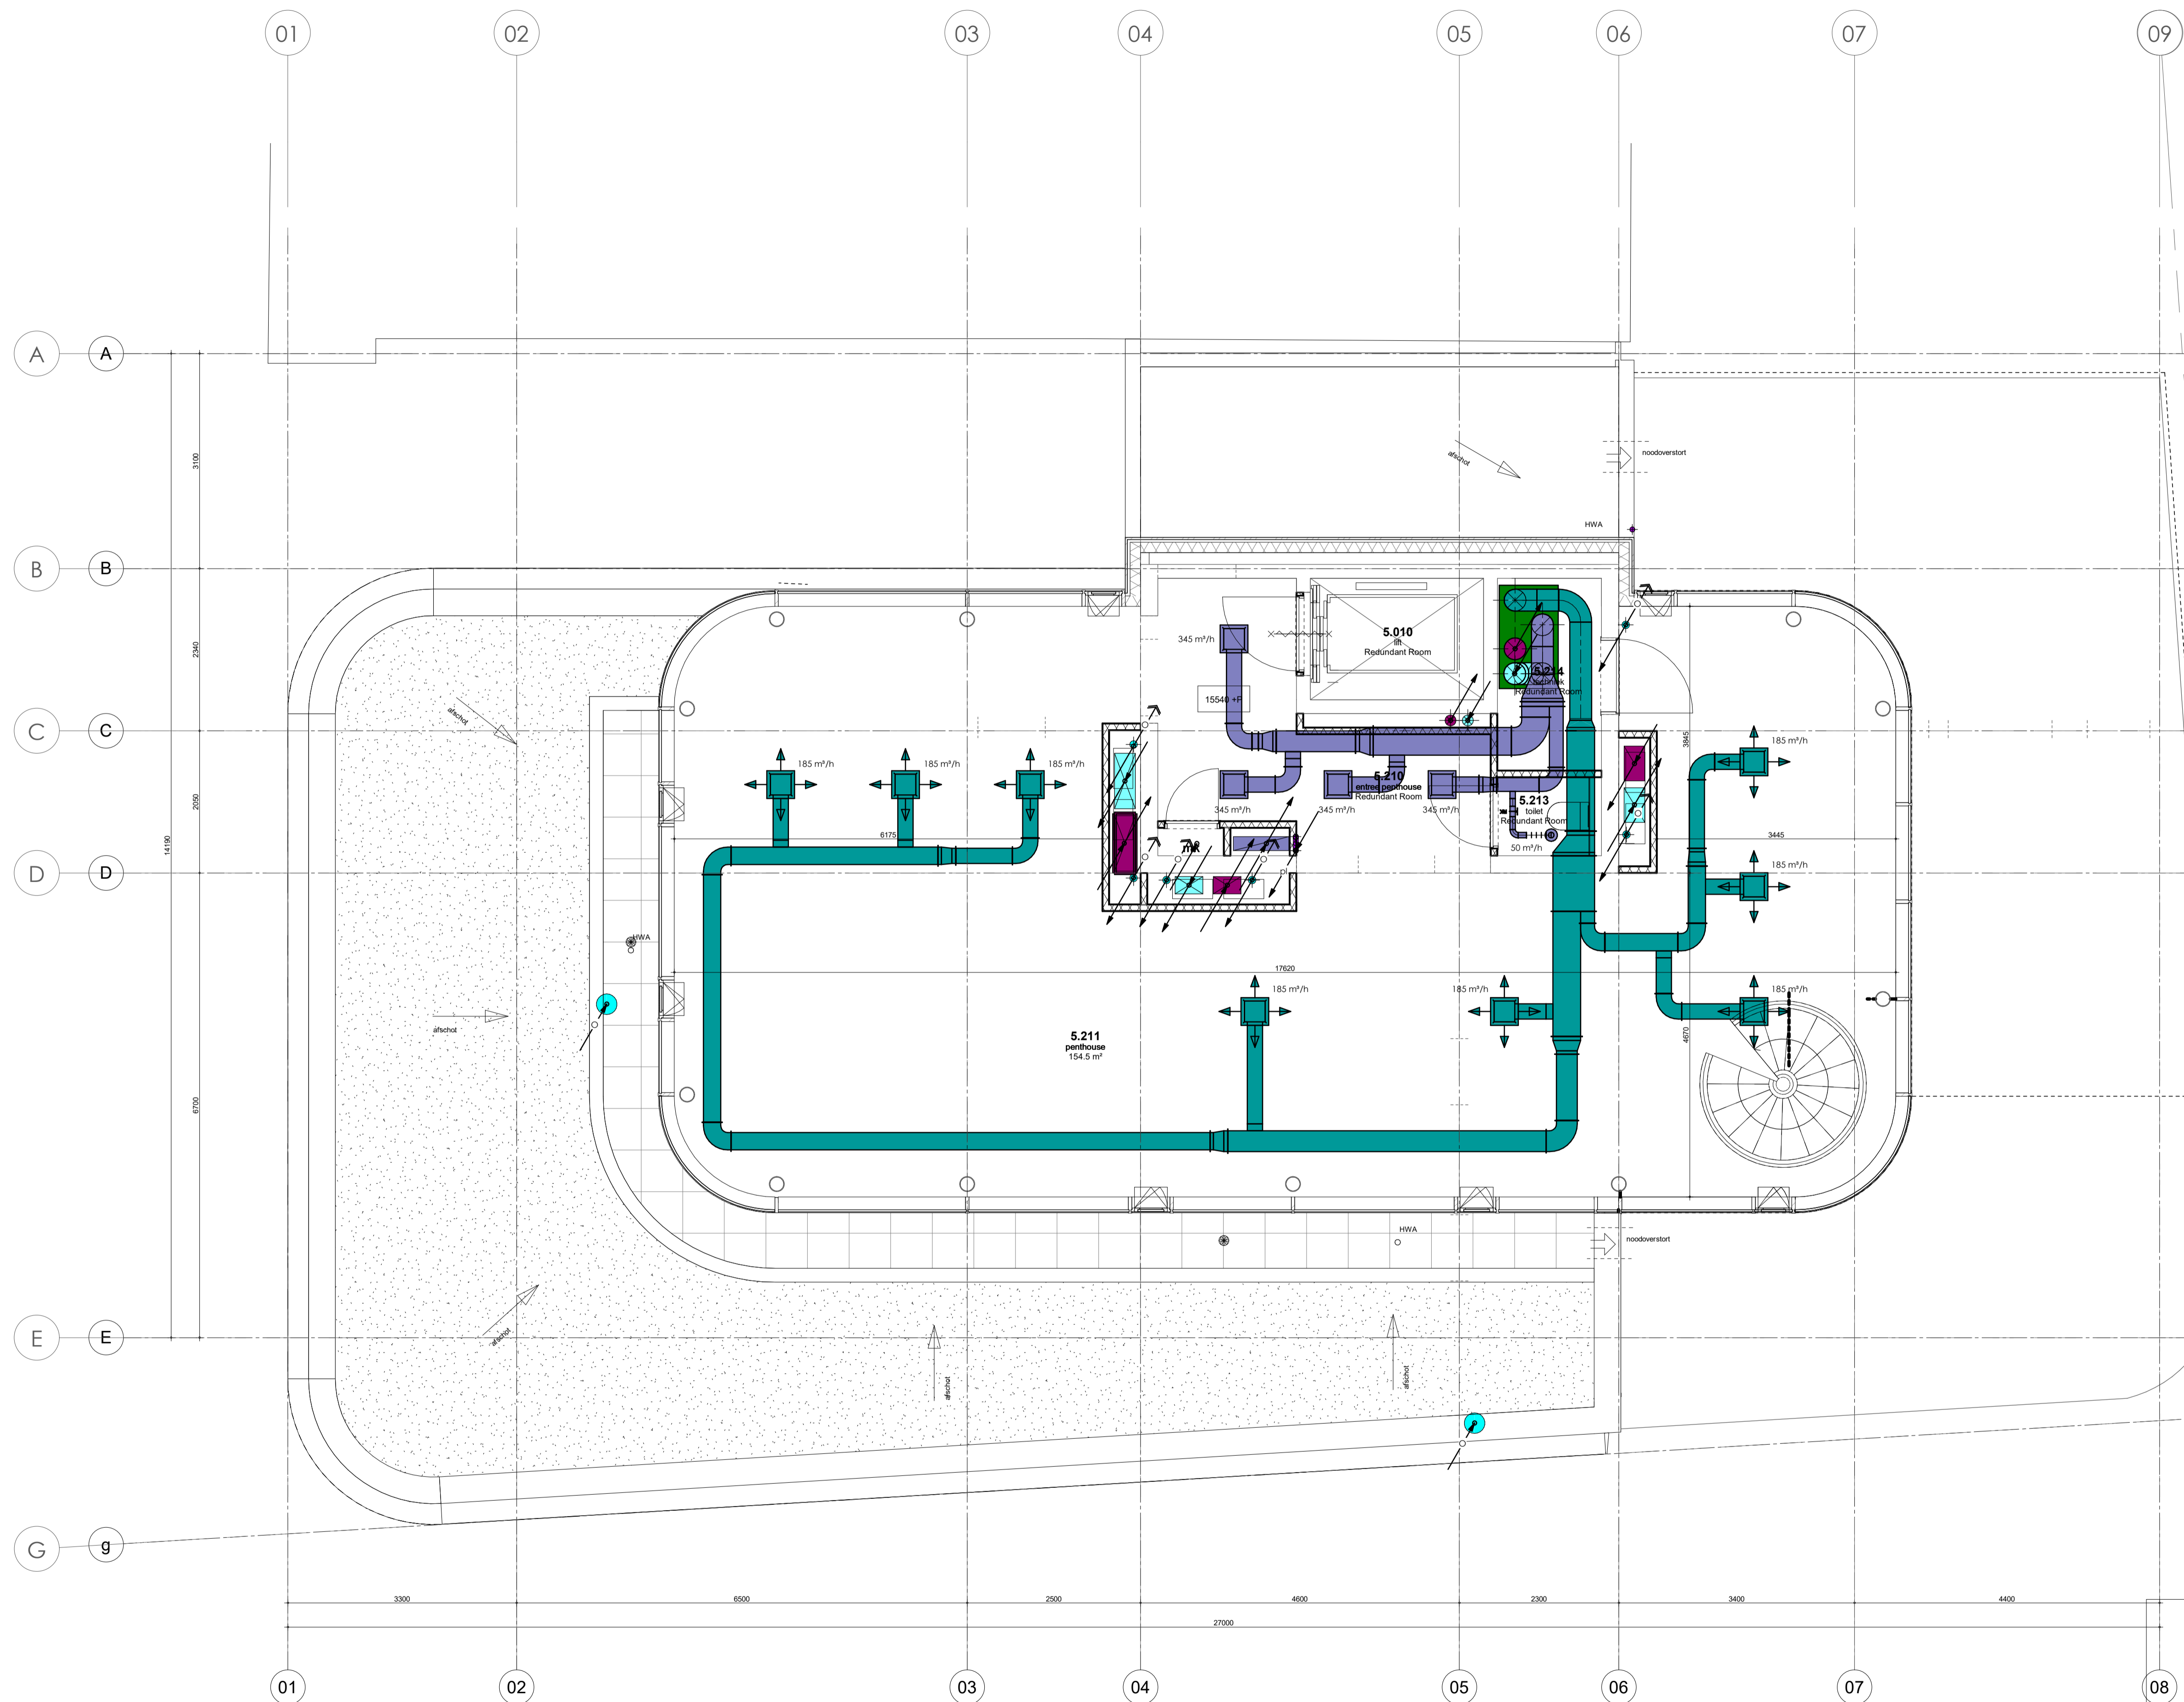 01
02
03
04
05
06
07
09
A
A
3100
afschot
noodoverstort
HWA
B
B
2340
345 m³/h
5.010
lift
Redundant Room
5.214
techniek
Redundant Room
15540 +P
afschot
C
C
185 m³/h
185 m³/h
185 m³/h
185 m³/h
3845
5.210
entree penthouse
Redundant Room
345 m³/h
345 m³/h
345 m³/h
5.213
toilet
Redundant Room
50 m³/h
2050
14190
6175
3445
mk
D
D
185 m³/h
pl
HWA
17620
185 m³/h
185 m³/h
185 m³/h
afschot
5.211
penthouse
154.5 m²
4670
6700
HWA
noodoverstort
E
E
afschot
afschot
afschot
G
g
3300
6500
2500
4600
2300
3400
4400
27000
01
02
03
04
05
06
07
08